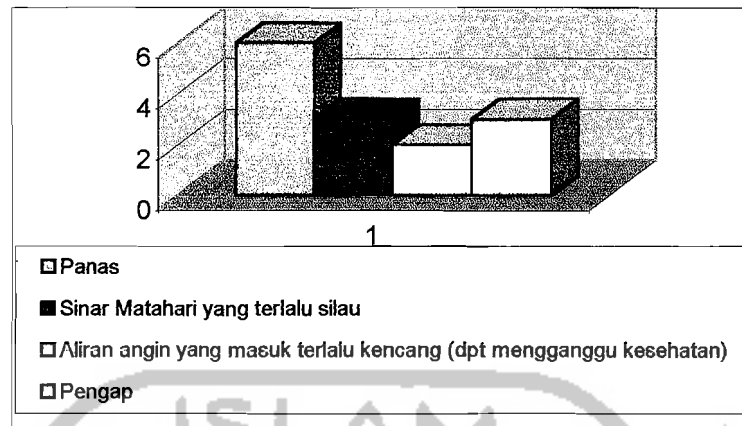 6
4
2
0
1
Panas
Sinar Matahari yang terlalu silau
Aliran angin yang masuk terlalu kencang (dpt mengganggu kesehatan)
Pengap
ISLAM